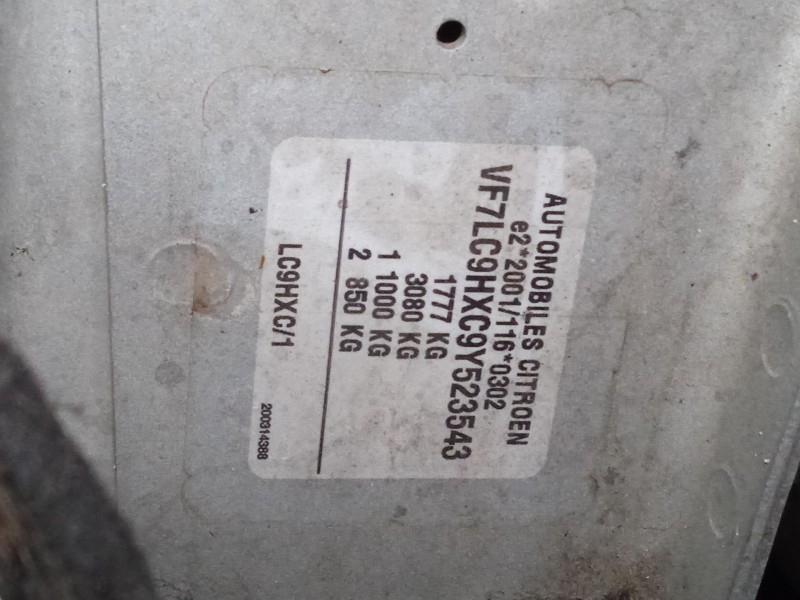 AUTOMOBILES CITROEN
e2*2001/116*0302
VF7LC9HXC9Y523543
1777 KG
3080 KG
1 1000 KG
2 850 KG
LC9HXC/1
200314388